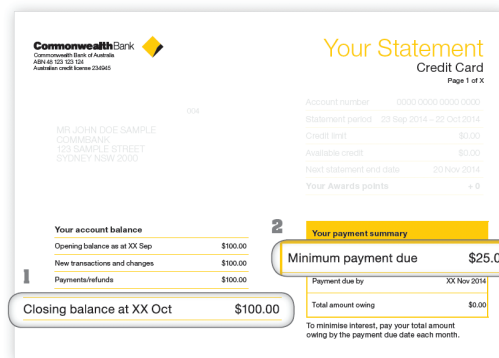 CommonwealthBank
Commonwealth Bank of Australia
ABN 48 123 123 124
Australian credit license 234945
Your Statement
Credit Card
Page 1 of X
004
MR JOHN DOE SAMPLE
COMMBANK
123 SAMPLE STREET
SYDNEY NSW 2000
Account number 0000 0000 0000 0000
Statement period 23 Sep 2014 – 22 Oct 2014
Credit limit $0.00
Available credit $0.00
Next statement end date 20 Nov 2014
Your Awards points + 0
Your account balance
Opening balance as at XX Sep $100.00
New transactions and changes $100.00
Payments/refunds $100.00
1
Closing balance at XX Oct $100.00
2
Your payment summary
Minimum payment due $25.0
Payment due by XX Nov 2014
Total amount owing $0.00
To minimise interest, pay your total amount
owing by the payment due date each month.